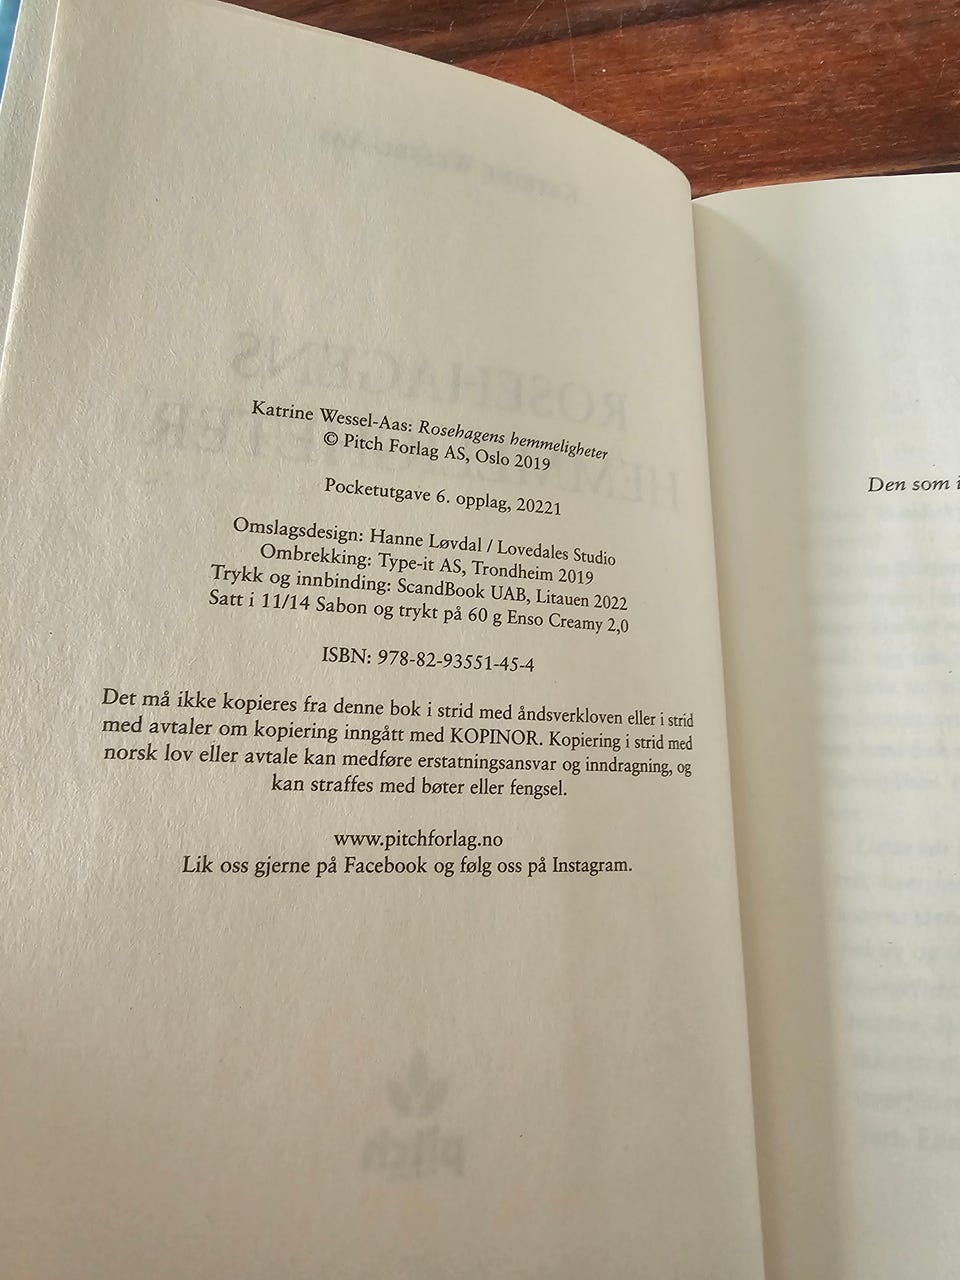 Katrine Wessel-Aas: Rosehagens hemmeligheter
© Pitch Forlag AS, Oslo 2019
Pocketutgave 6. opplag, 20221
Omslagsdesign: Hanne Løvdal / Lovedales Studio
Ombrekking: Type-it AS, Trondheim 2019
Trykk og innbinding: ScandBook UAB, Litauen 2022
Satt i 11/14 Sabon og trykt på 60 g Enso Creamy 2,0
ISBN: 978-82-93551-45-4
Det må ikke kopieres fra denne bok i strid med åndsverkloven eller i strid
med avtaler om kopiering inngått med KOPINOR. Kopiering i strid med
norsk lov eller avtale kan medføre erstatningsansvar og inndragning, og
kan straffes med bøter eller fengsel.
www.pitchforlag.no
Lik oss gjerne på Facebook og følg oss på Instagram.
Den som i